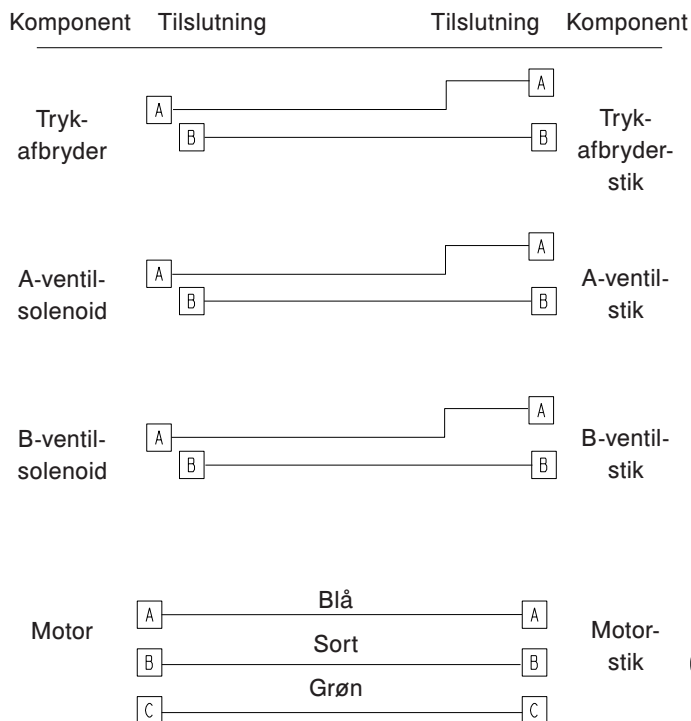 Komponent Tilslutning Tilslutning Komponent
A A
Tryk-
afbryder
B B
Tryk-
afbryder-
stik
A A
A-ventil-
solenoid
B B
A-ventil-
stik
A A
B-ventil-
solenoid
B B
B-ventil-
stik
A Blå A
Motor
B Sort B
Motor-
stik
C Grøn C